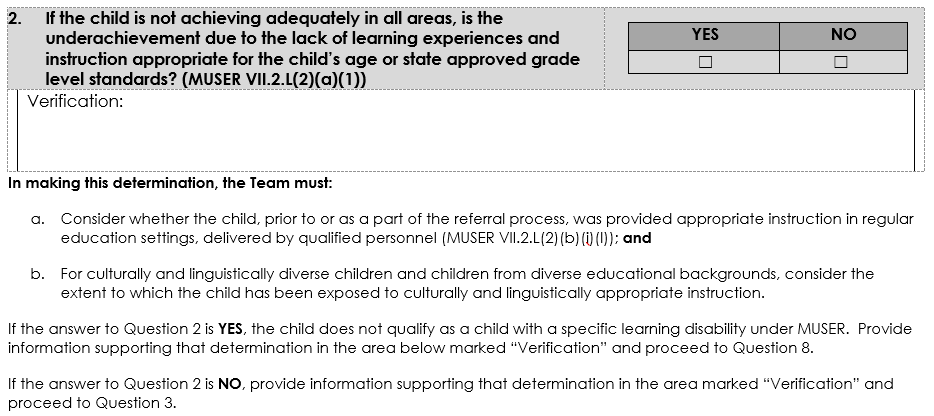 2. If the child is not achieving adequately in all areas, is the
underachievement due to the lack of learning experiences and
instruction appropriate for the child's age or state approved grade
level standards? (MUSER VII.2.L(2)(a)(1))
YES NO
☐ ☐
Verification:
In making this determination, the Team must:
a. Consider whether the child, prior to or as a part of the referral process, was provided appropriate instruction in regular
education settings, delivered by qualified personnel (MUSER VII.2.L(2)(b)(i)(I)); and
b. For culturally and linguistically diverse children and children from diverse educational backgrounds, consider the
extent to which the child has been exposed to culturally and linguistically appropriate instruction.
If the answer to Question 2 is YES, the child does not qualify as a child with a specific learning disability under MUSER. Provide
information supporting that determination in the area below marked “Verification” and proceed to Question 8.
If the answer to Question 2 is NO, provide information supporting that determination in the area marked “Verification” and
proceed to Question 3.